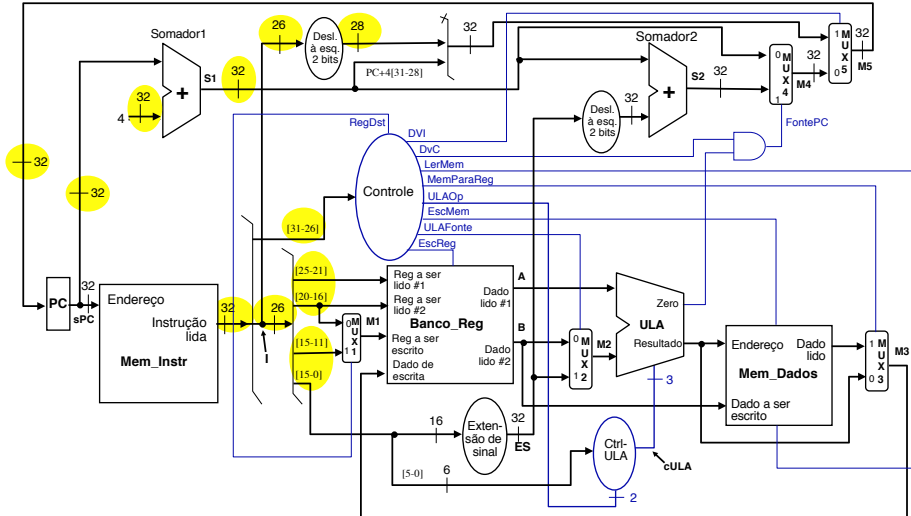 Somador1
26
28
Desl.
à esq.
2 bits
32
PC+4[31-28]
S1
32
32
4
+
Somador2
32
S2
32
+
Desl.
à esq.
2 bits
32
0
M
U
X
4
1
M4
32
1
M
U
X
5
0
M5
32
FontePC
RegDst
DVI
DvC
LerMem
MemParaReg
ULAOp
EscMem
ULAFonte
EscReg
Controle
32
32
[31-26]
[25-21]
[20-16]
[15-11]
[15-0]
PC
32
sPC
Endereço
Instrução
lida
Mem_Instr
32
26
I
0
M
U
X
1
1
M1
Reg a ser
lido #1
Reg a ser
lido #2
Banco_Reg
Reg a ser
escrito
Dado de
escrita
Dado
lido #1
Dado
lido #2
A
B
0
M
U
X
2
1
M2
Zero
ULA
Resultado
3
Endereço
Dado
lido
Mem_Dados
Dado a ser
escrito
1
M
U
X
3
0
M3
16
Exten-
são de
sinal
32
ES
[5-0]
6
Ctrl-
ULA
cULA
2